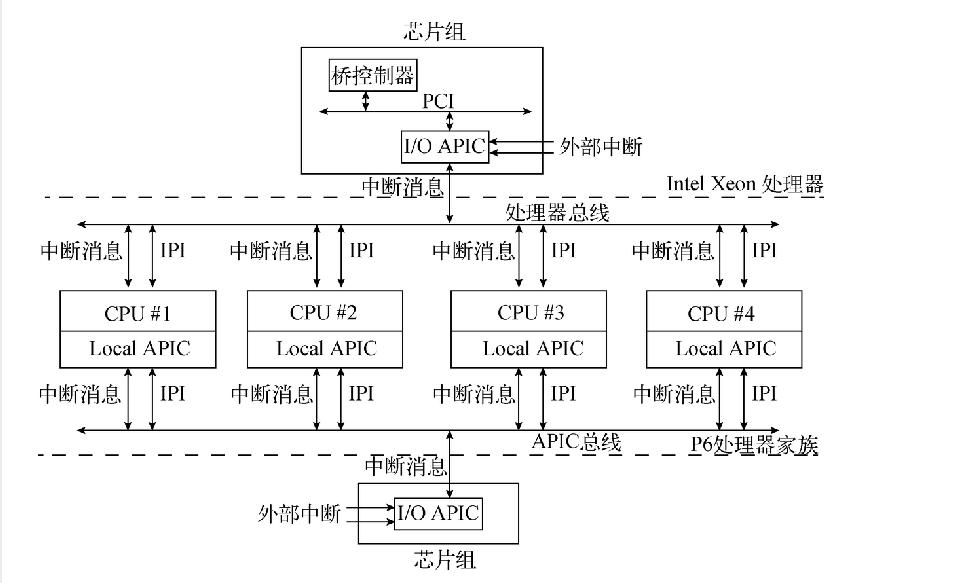 芯片组
桥控制器
PCI
I/O APIC
外部中断
中断消息
Intel Xeon 处理器
处理器总线
中断消息 IPI 中断消息 IPI 中断消息 IPI 中断消息 IPI
CPU #1 CPU #2 CPU #3 CPU #4
Local APIC Local APIC Local APIC Local APIC
中断消息 IPI 中断消息 IPI 中断消息 IPI 中断消息 IPI
APIC总线
P6处理器家族
中断消息
外部中断
I/O APIC
芯片组